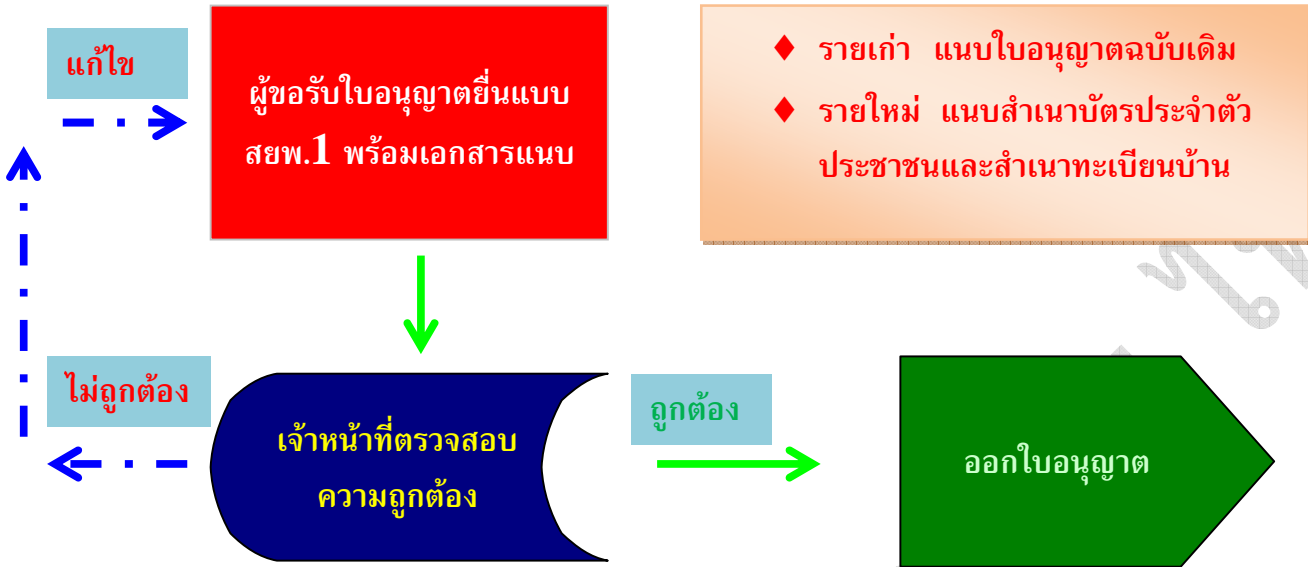 แก้ไข
ผู้ขอรับใบอนุญาตยื่นแบบ
สยพ.1 พร้อมเอกสารแนบ
♦ รายเก่า แนบใบอนุญาตฉบับเดิม
♦ รายใหม่ แนบสำเนาบัตรประจำตัว
ประชาชนและสำเนาทะเบียนบ้าน
ไม่ถูกต้อง
เจ้าหน้าที่ตรวจสอบ
ความถูกต้อง
ถูกต้อง
ออกใบอนุญาต